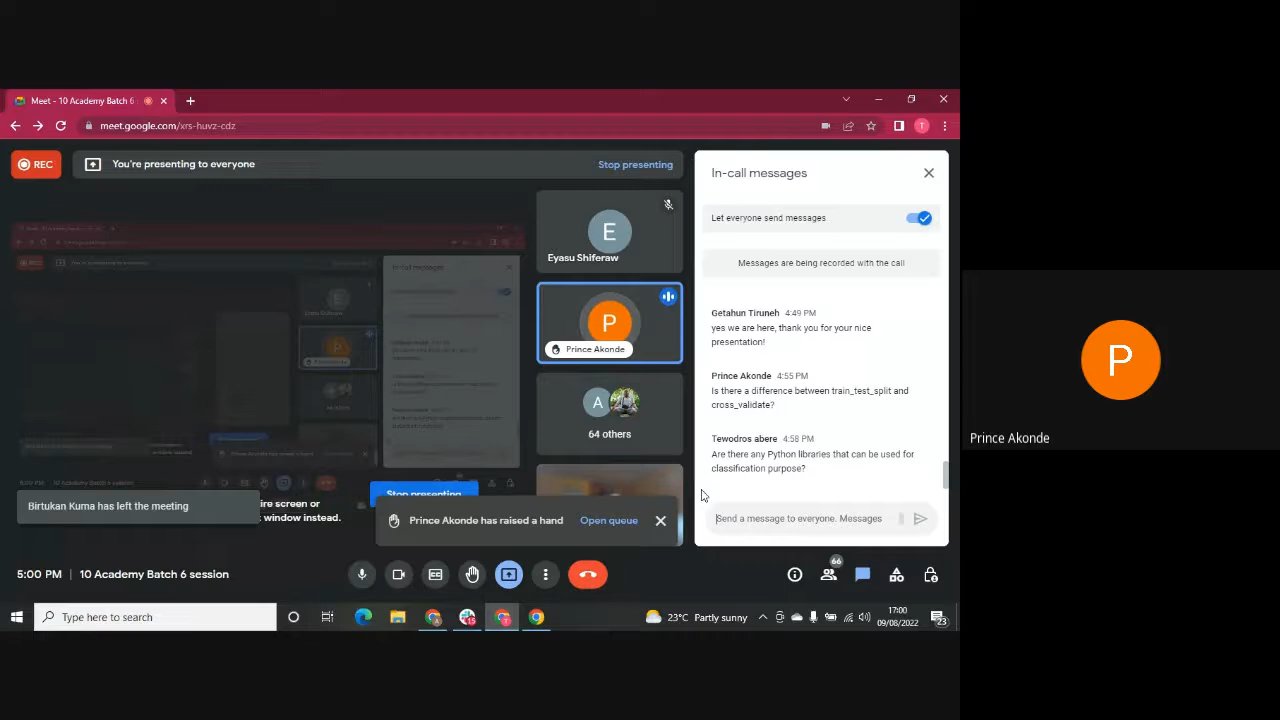 Meet - 10 Academy Batch 6
meet.google.com/xrs-huvz-cdz
REC
You're presenting to everyone
Stop presenting
E
Eyasu Shiferaw
P
Prince Akonde
A
64 others
In-call messages
Let everyone send messages
Messages are being recorded with the call
Getahun Tiruneh 4:49 PM
yes we are here, thank you for your nice
presentation!
Prince Akonde 4:55 PM
Is there a difference between train_test_split and
cross_validate?
Tewodros abere 4:58 PM
Are there any Python libraries that can be used for
classification purpose?
Send a message to everyone. Messages
Birtukan Kuma has left the meeting
ire screen or
window instead.
Stop presenting
Prince Akonde has raised a hand
Open queue
5:00 PM | 10 Academy Batch 6 session
66
Type here to search
23°C Partly sunny
17:00
09/08/2022
23
T
P
Prince Akonde